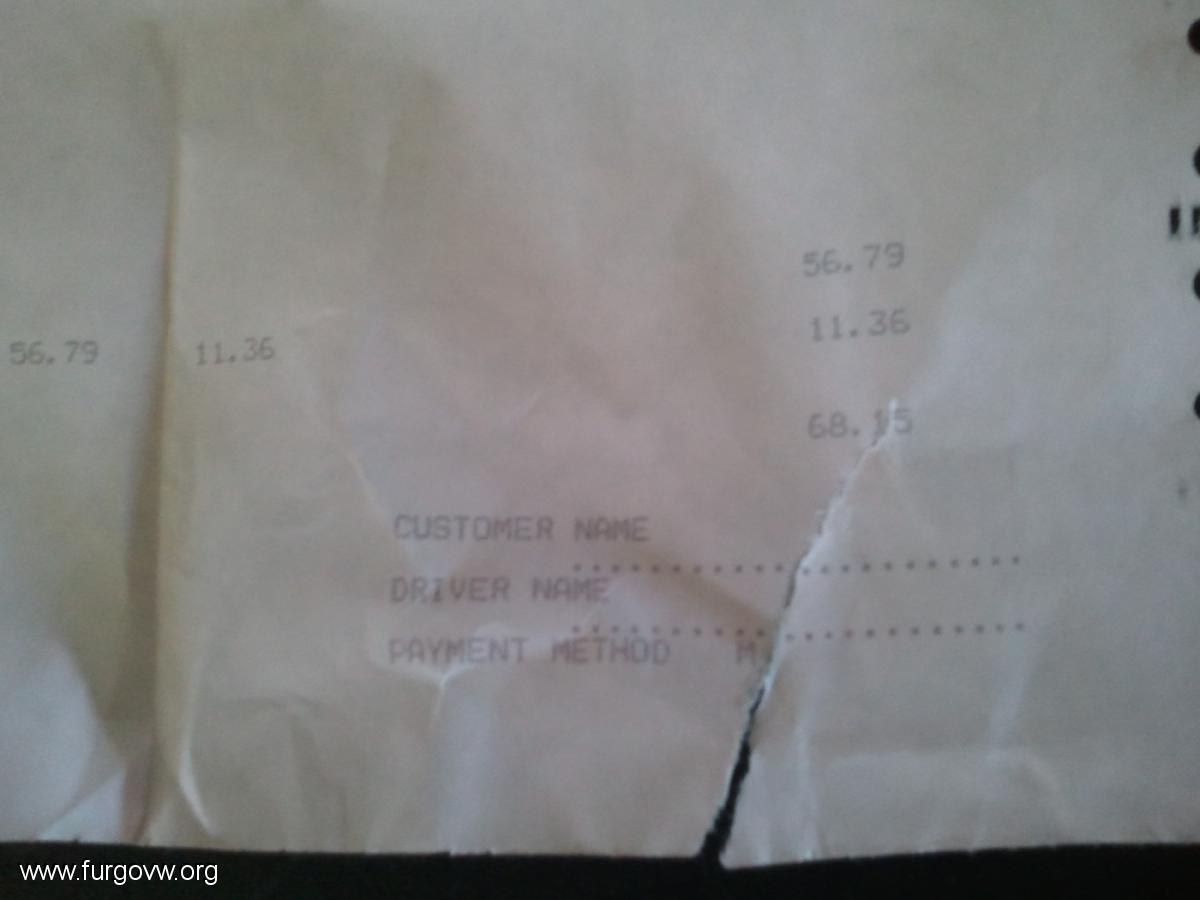 56.79
11.36
56.79 11.36
68.15
CUSTOMER NAME
....................
DRIVER NAME
....................
PAYMENT METHOD M
www.furgovw.org